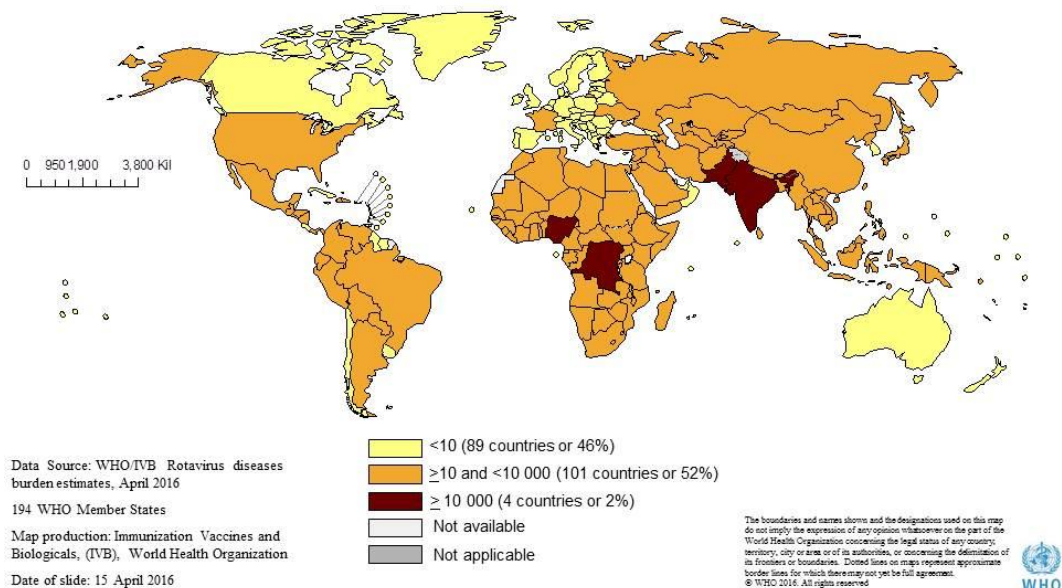 0 950 1,900 3,800 Kil
<10 (89 countries or 46%)
≥10 and <10 000 (101 countries or 52%)
≥ 10 000 (4 countries or 2%)
Not available
Not applicable
Data Source: WHO/IVB Rotavirus diseases
burden estimates, April 2016
194 WHO Member States
Map production: Immunization Vaccines and
Biologicals, (IVB), World Health Organization
Date of slide: 15 April 2016
The boundaries and names shown and the designations used on this map
do not imply the expression of any opinion whatsoever on the part of the
World Health Organization concerning the legal status of any country,
territory, city or area or of its authorities, or concerning the delimitation of
its frontiers or boundaries. Dotted lines on maps represent approximate
border lines for which there may not yet be full agreement.
© WHO 2016. All rights reserved
WHO